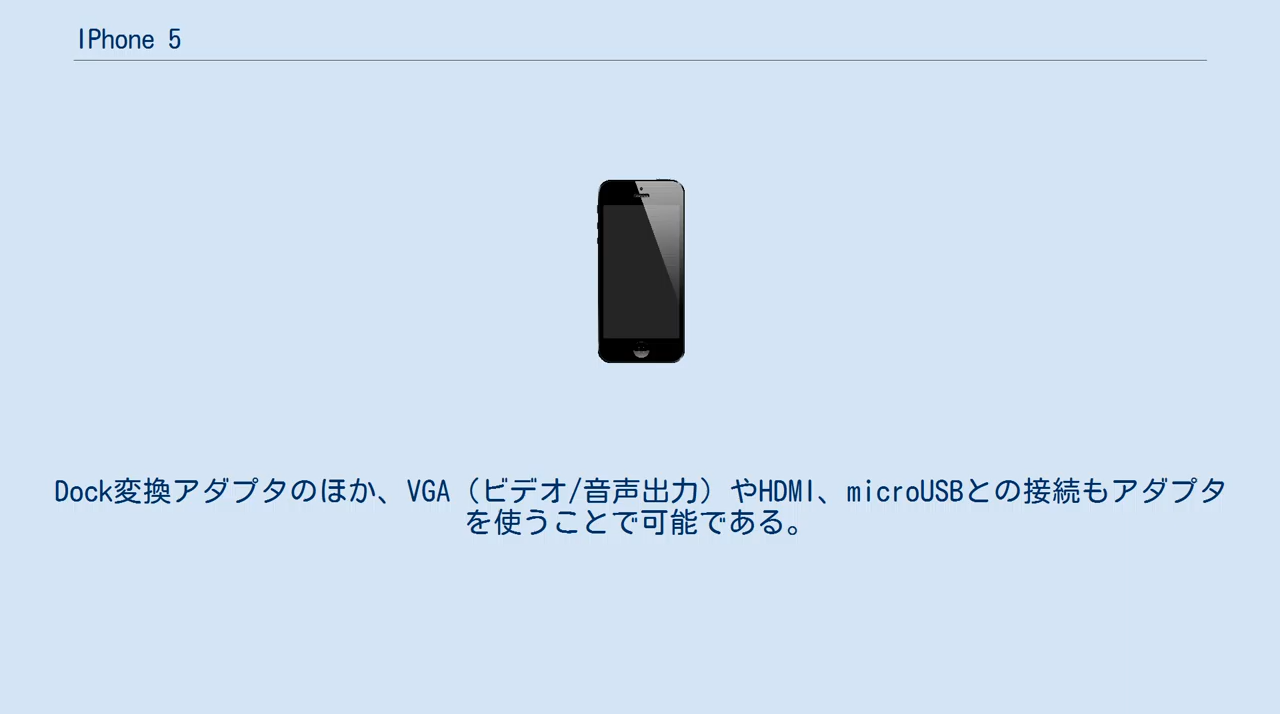 IPhone 5
Dock変換アダプタのほか、VGA（ビデオ/音声出力）やHDMI、microUSBとの接続もアダプタ
を使うことで可能である。